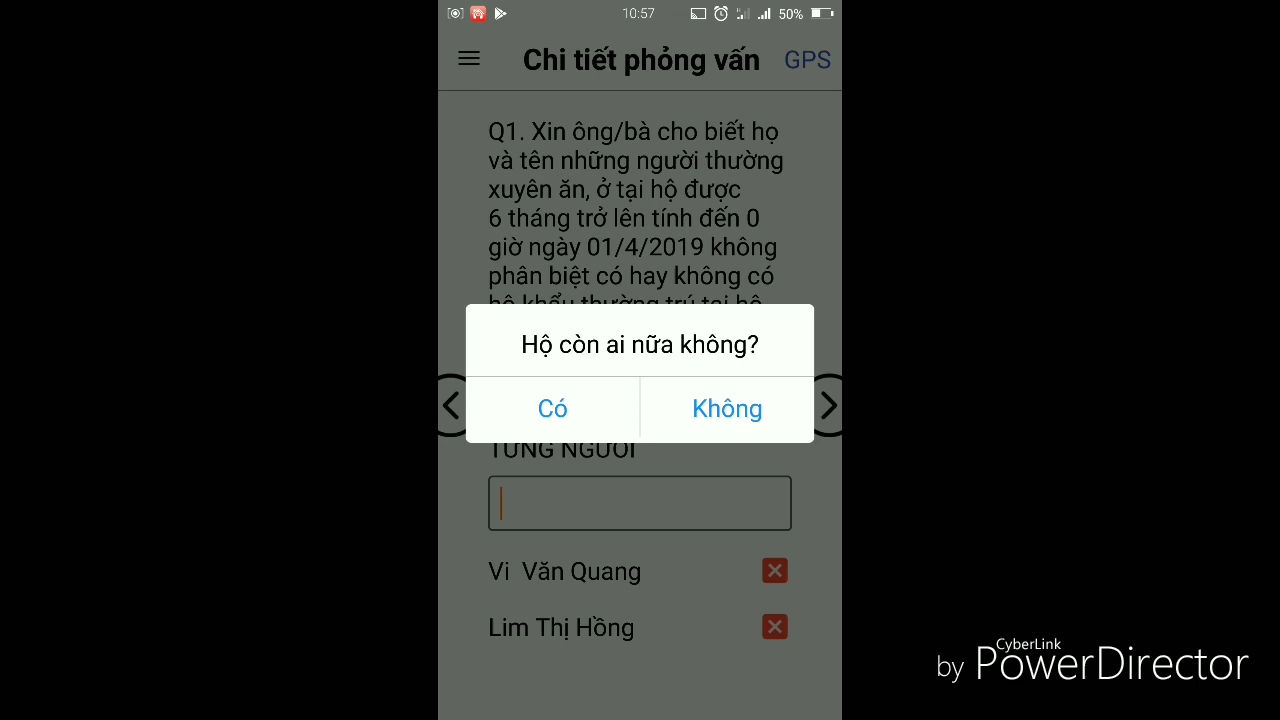 10:57
50%
Chi tiết phỏng vấn
GPS
Q1. Xin ông/bà cho biết họ
và tên những người thường
xuyên ăn, ở tại hộ được
6 tháng trở lên tính đến 0
giờ ngày 01/4/2019 không
phân biệt có hay không có
hộ khẩu thường trú tại hộ
Hộ còn ai nữa không?
Có
Không
TỪNG NGƯỜI
Vi  Văn Quang
Lim Thị Hồng
by CyberLink
PowerDirector